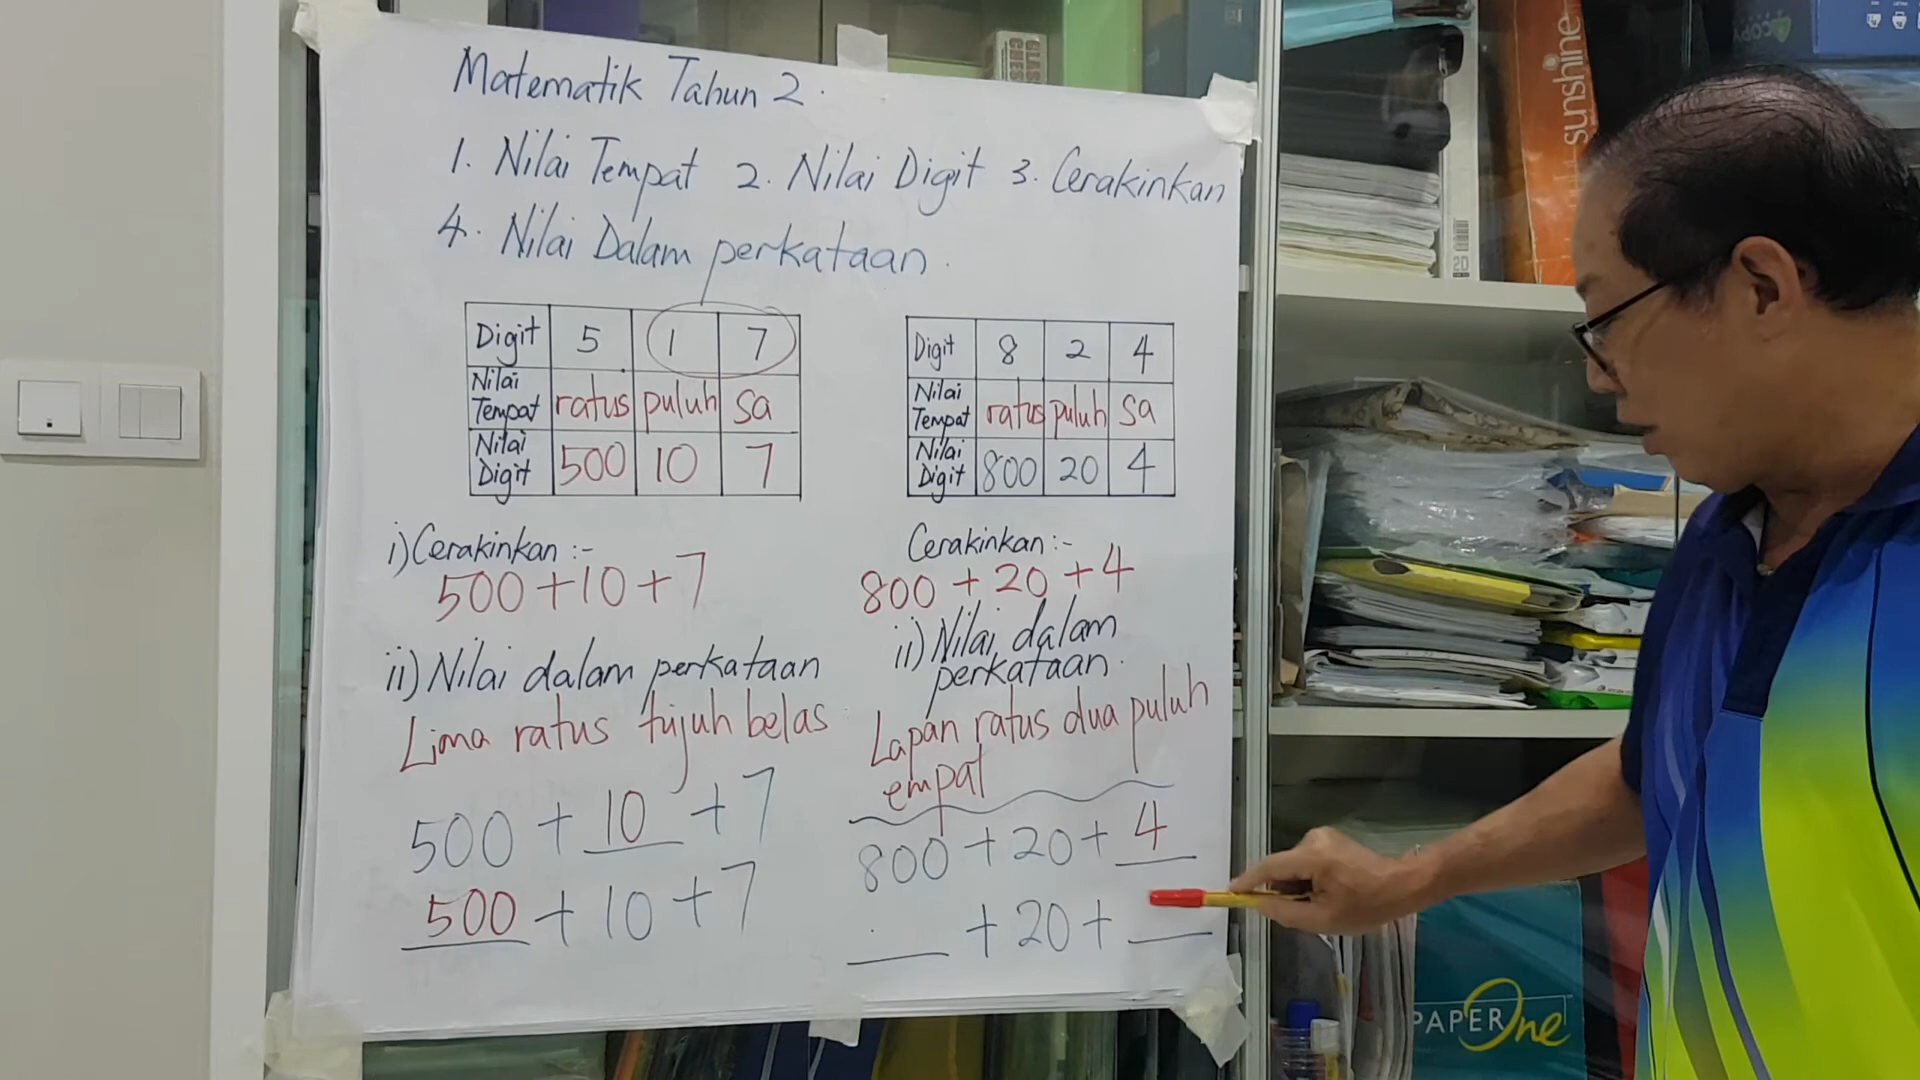 Matematik Tahun 2.
1. Nilai Tempat 2. Nilai Digit 3. Cerakinkan
4. Nilai Dalam perkataan.
Digit 5 1 7
Nilai Tempat ratus puluh sa
Nilai Digit 500 10 7
i) Cerakinkan :-
500 + 10 + 7
ii) Nilai dalam perkataan
Lima ratus tujuh belas
500 + 10 + 7
500 + 10 + 7
Digit 8 2 4
Nilai Tempat ratus puluh sa
Nilai Digit 800 20 4
Cerakinkan :-
800 + 20 + 4
ii) Nilai dalam
perkataan.
Lapan ratus dua puluh
empat
800 + 20 + 4
___ + 20 + ___
sunshine
COPY
PAPER One